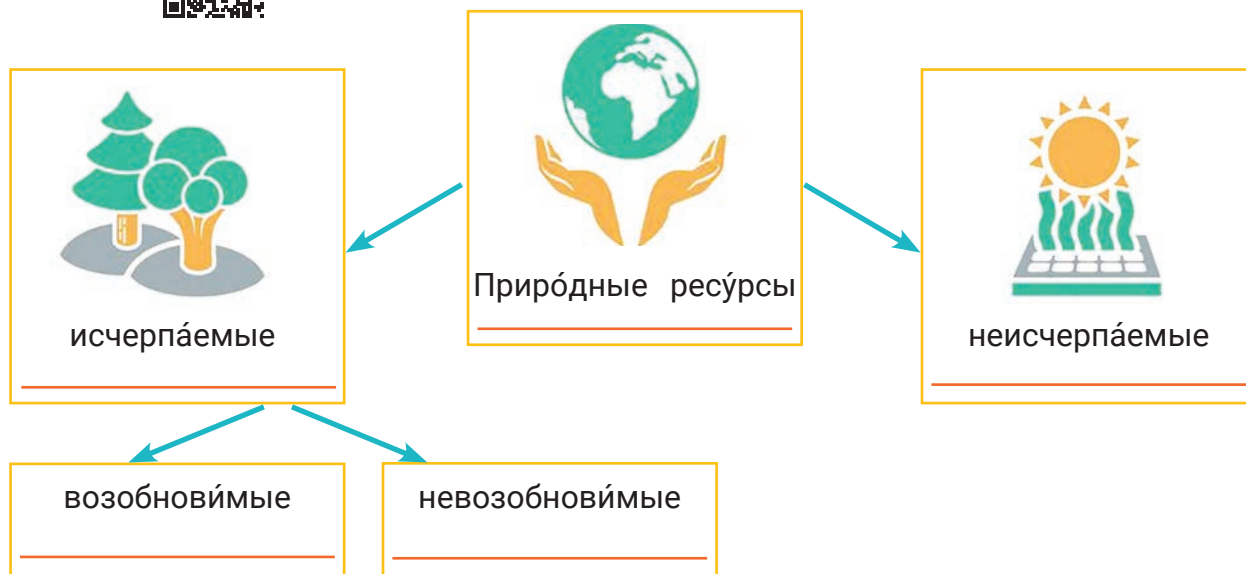 Приро́дные ресу́рсы
исчерпа́емые
неисчерпа́емые
возобнови́мые
невозобнови́мые